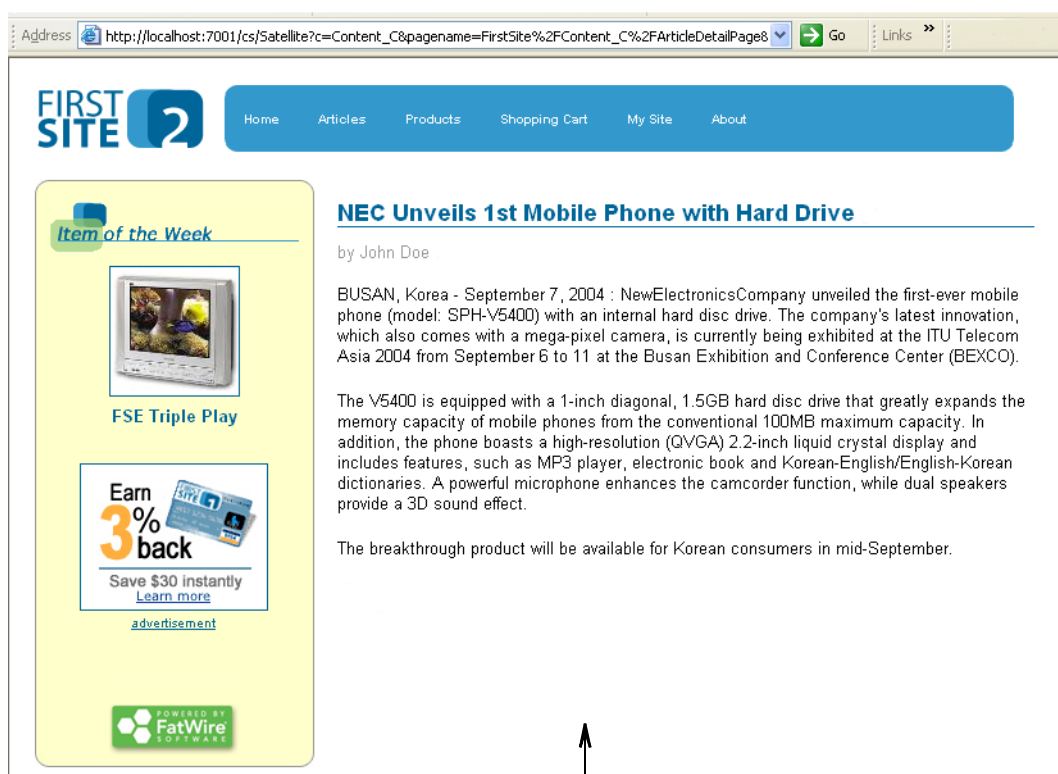 Address http://localhost:7001/cs/Satellite?c=Content_C&pagename=FirstSite%2FContent_C%2FArticleDetailPage& Go Links »
FIRST
SITE 2
Home Articles Products Shopping Cart My Site About
Item of the Week
FSE Triple Play
Earn
3%
back
Save $30 instantly
Learn more
advertisement
POWERED BY
FatWire
SOFTWARE
NEC Unveils 1st Mobile Phone with Hard Drive
by John Doe
BUSAN, Korea - September 7, 2004 : NewElectronicsCompany unveiled the first-ever mobile
phone (model: SPH-V5400) with an internal hard disc drive. The company's latest innovation,
which also comes with a mega-pixel camera, is currently being exhibited at the ITU Telecom
Asia 2004 from September 6 to 11 at the Busan Exhibition and Conference Center (BEXCO).
The V5400 is equipped with a 1-inch diagonal, 1.5GB hard disc drive that greatly expands the
memory capacity of mobile phones from the conventional 100MB maximum capacity. In
addition, the phone boasts a high-resolution (QVGA) 2.2-inch liquid crystal display and
includes features, such as MP3 player, electronic book and Korean-English/English-Korean
dictionaries. A powerful microphone enhances the camcorder function, while dual speakers
provide a 3D sound effect.
The breakthrough product will be available for Korean consumers in mid-September.